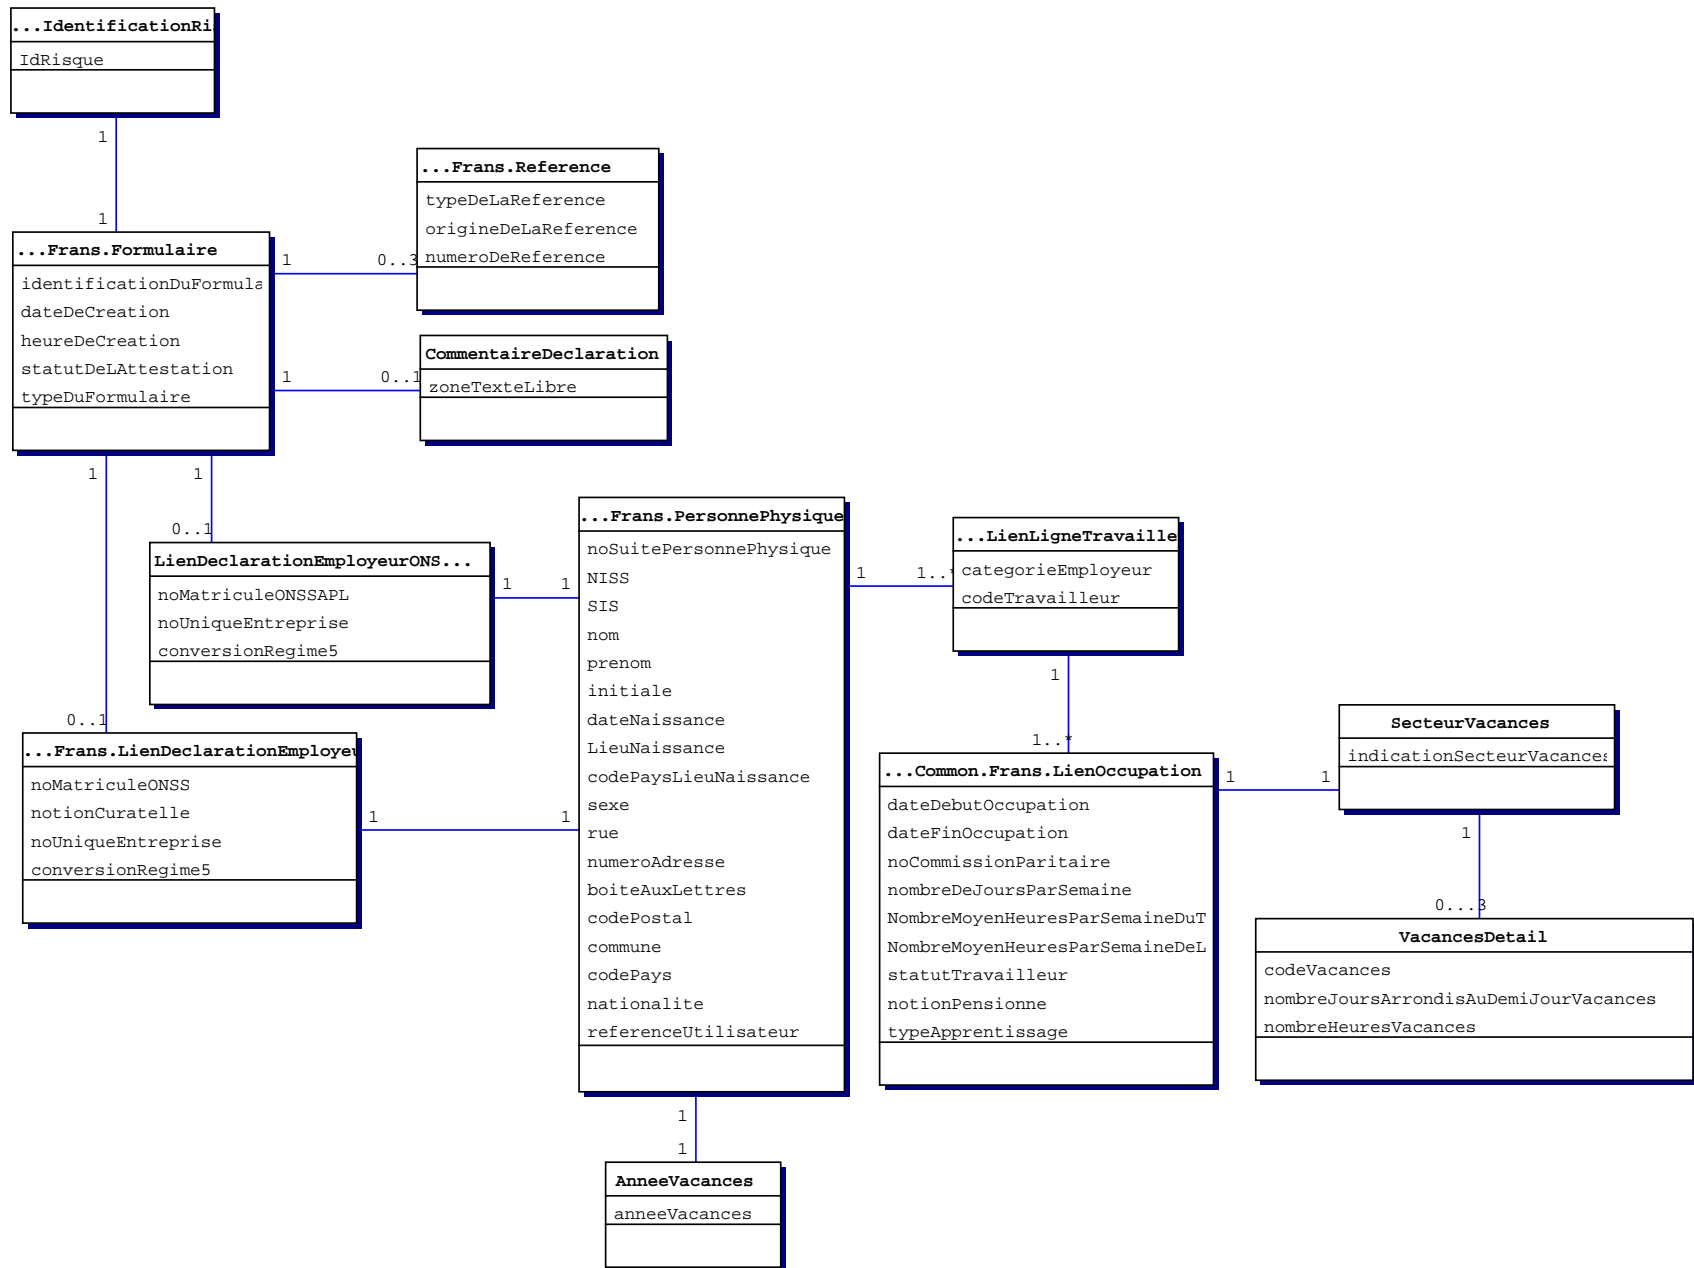 ...IdentificationRi
IdRisque
1
1
...Frans.Reference
typeDeLaReference
origineDeLaReference
numeroDeReference
...Frans.Formulaire
identificationDuFormula
dateDeCreation
heureDeCreation
statutDeLAttestation
typeDuFormulaire
1
0..3
CommentaireDeclaration
zoneTexteLibre
1
0..1
1
1
0..1
LienDeclarationEmployeurONS...
noMatriculeONSSAPL
noUniqueEntreprise
conversionRegime5
1
1
0..1
...Frans.LienDeclarationEmployeu
noMatriculeONSS
notionCuratelle
noUniqueEntreprise
conversionRegime5
1
1
...Frans.PersonnePhysique
noSuitePersonnePhysique
NISS
SIS
nom
prenom
initiale
dateNaissance
LieuNaissance
codePaysLieuNaissance
sexe
rue
numeroAdresse
boiteAuxLettres
codePostal
commune
codePays
nationalite
referenceUtilisateur
1
1..*
...LienLigneTravaille
categorieEmployeur
codeTravailleur
1
1..*
...Common.Frans.LienOccupation
dateDebutOccupation
dateFinOccupation
noCommissionParitaire
nombreDeJoursParSemaine
NombreMoyenHeuresParSemaineDuT
NombreMoyenHeuresParSemaineDeL
statutTravailleur
notionPensionne
typeApprentissage
1
1
SecteurVacances
indicationSecteurVacances
1
0...3
VacancesDetail
codeVacances
nombreJoursArrondisAuDemiJourVacances
nombreHeuresVacances
1
1
AnneeVacances
anneeVacances